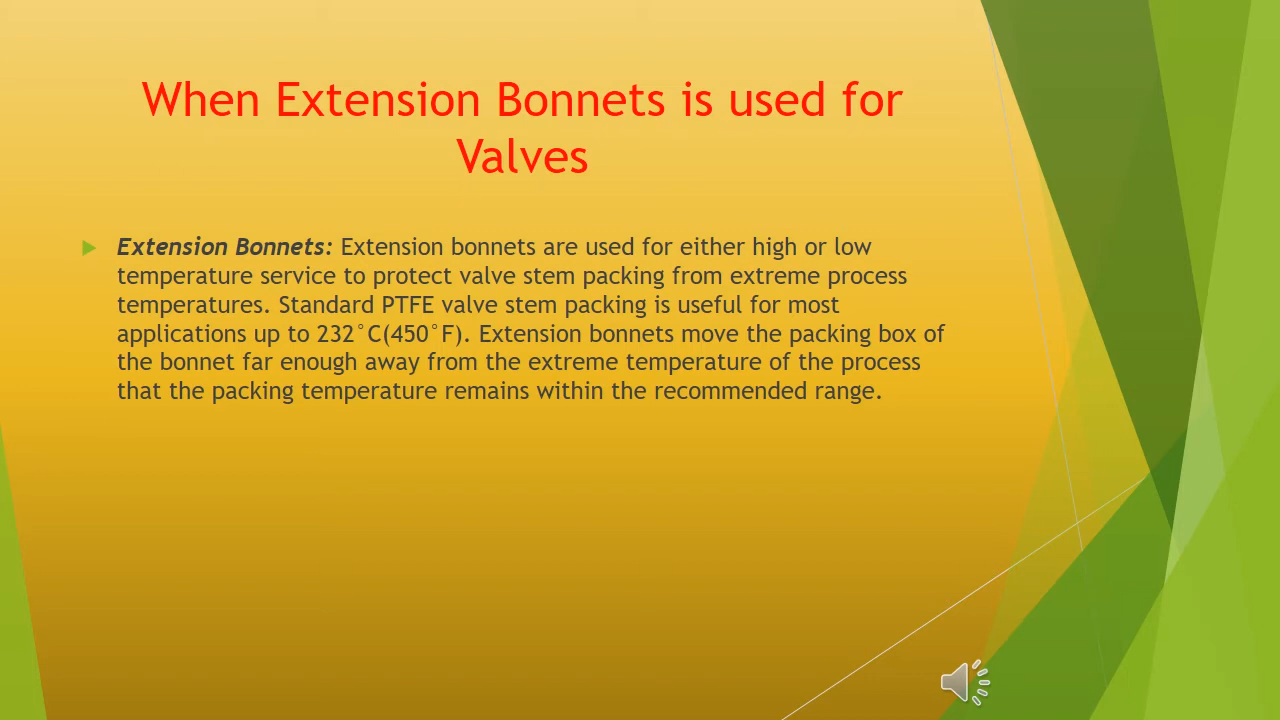 When Extension Bonnets is used for
Valves
Extension Bonnets: Extension bonnets are used for either high or low
temperature service to protect valve stem packing from extreme process
temperatures. Standard PTFE valve stem packing is useful for most
applications up to 232°C(450°F). Extension bonnets move the packing box of
the bonnet far enough away from the extreme temperature of the process
that the packing temperature remains within the recommended range.